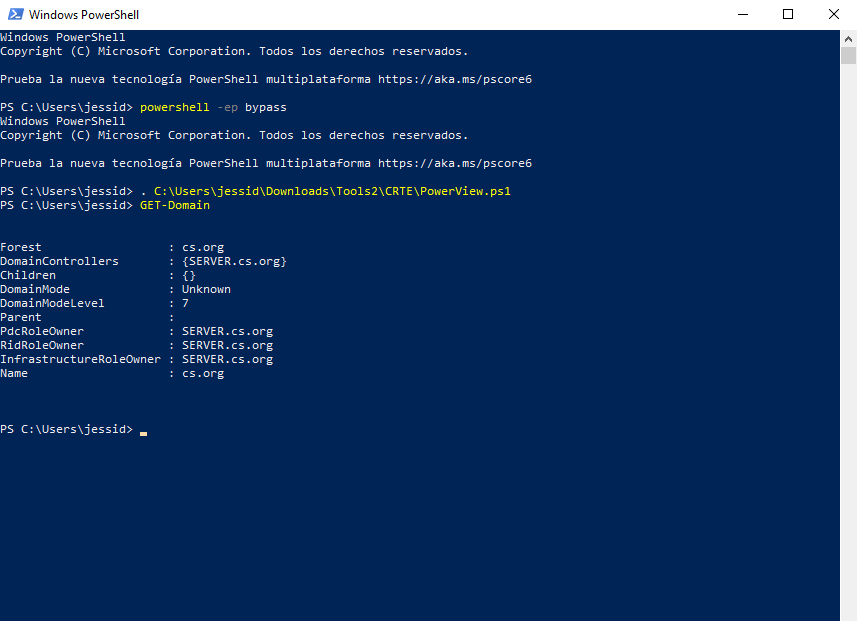 Windows PowerShell
Windows PowerShell
Copyright (C) Microsoft Corporation. Todos los derechos reservados.
Prueba la nueva tecnología PowerShell multiplataforma https://aka.ms/pscore6
PS C:\Users\jessid> powershell -ep bypass
Windows PowerShell
Copyright (C) Microsoft Corporation. Todos los derechos reservados.
Prueba la nueva tecnología PowerShell multiplataforma https://aka.ms/pscore6
PS C:\Users\jessid> . C:\Users\jessid\Downloads\Tools2\CRTE\PowerView.ps1
PS C:\Users\jessid> GET-Domain
Forest                  : cs.org
DomainControllers       : {SERVER.cs.org}
Children                : {}
DomainMode              : Unknown
DomainModeLevel         : 7
Parent                  :
PdcRoleOwner            : SERVER.cs.org
RidRoleOwner            : SERVER.cs.org
InfrastructureRoleOwner : SERVER.cs.org
Name                    : cs.org
PS C:\Users\jessid>